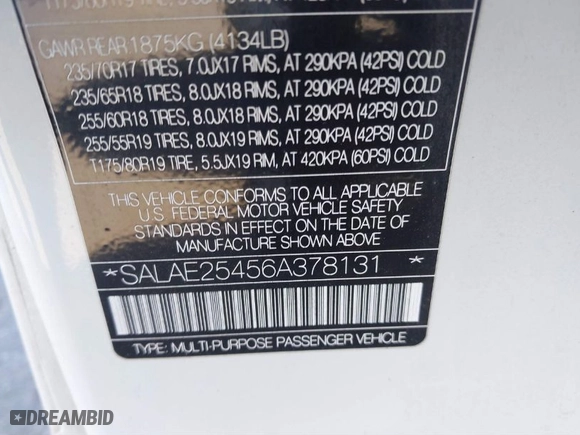 GAWR REAR 1875KG (4134LB)
235/70R17 TIRES, 7.0JX17 RIMS, AT 290KPA (42PSI) COLD
235/65R18 TIRES, 8.0JX18 RIMS, AT 290KPA (42PSI) COLD
255/60R18 TIRES, 8.0JX18 RIMS, AT 290KPA (42PSI) COLD
255/55R19 TIRES, 8.0JX19 RIMS, AT 290KPA (42PSI) COLD
T175/80R19 TIRE, 5.5JX19 RIM, AT 420KPA (60PSI) COLD
THIS VEHICLE CONFORMS TO ALL APPLICABLE
U.S. FEDERAL MOTOR VEHICLE SAFETY
STANDARDS IN EFFECT ON THE DATE OF
MANUFACTURE SHOWN ABOVE
*SALAE25456A378131 *
TYPE: MULTI-PURPOSE PASSENGER VEHICLE
DREAMBID